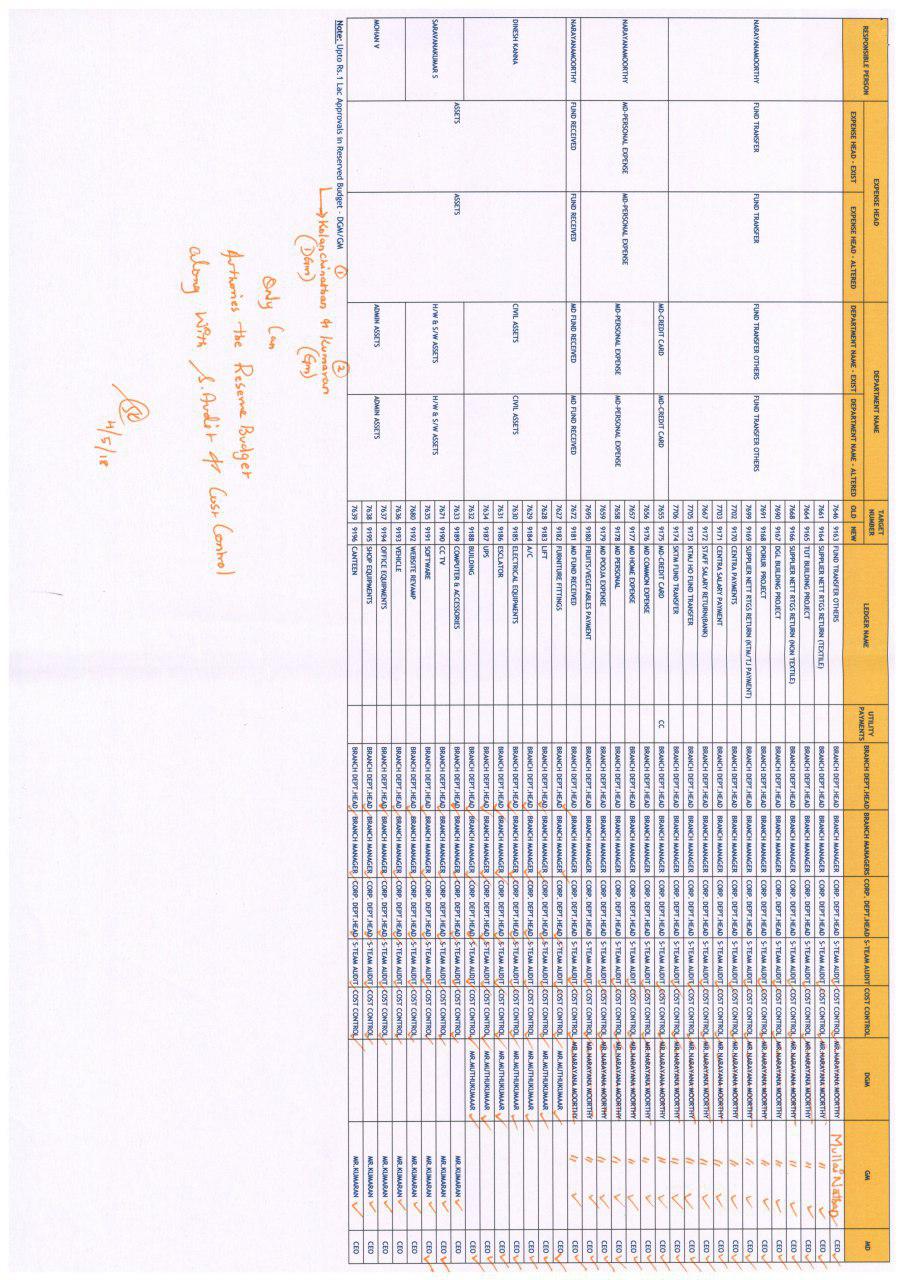 RESPONSIBLE PERSON EXPENSE HEAD DEPARTMENT NAME TARGET NUMBER LEDGER NAME UTILITY PAYMENTS BRANCH DEPT.HEAD BRANCH MANAGERS CORP. DEPT.HEAD S-TEAM AUDIT COST CONTROL DGM GM MD
EXPENSE HEAD - EXIST EXPENSE HEAD - ALTERED DEPARTMENT NAME - EXIST DEPARTMENT NAME - ALTERED OLD NEW
7646 9163 FUND TRANSFER OTHERS BRANCH DEPT.HEAD BRANCH MANAGER CORP. DEPT.HEAD S-TEAM AUDIT COST CONTROL MR.NARAYANA MOORTHY Mullai Nathan CEO
7661 9164 SUPPLIER NETT RTGS RETURN (TEXTILE) BRANCH DEPT.HEAD BRANCH MANAGER CORP. DEPT.HEAD S-TEAM AUDIT COST CONTROL MR.NARAYANA MOORTHY " CEO
7664 9165 TUT BUILDING PROJECT BRANCH DEPT.HEAD BRANCH MANAGER CORP. DEPT.HEAD S-TEAM AUDIT COST CONTROL MR.NARAYANA MOORTHY " CEO
7668 9166 SUPPLIER NETT RTGS RETURN (NON TEXTILE) BRANCH DEPT.HEAD BRANCH MANAGER CORP. DEPT.HEAD S-TEAM AUDIT COST CONTROL MR.NARAYANA MOORTHY " CEO
7690 9167 DGL BUILDING PROJECT BRANCH DEPT.HEAD BRANCH MANAGER CORP. DEPT.HEAD S-TEAM AUDIT COST CONTROL MR.NARAYANA MOORTHY " CEO
7691 9168 PORUR PROJECT BRANCH DEPT.HEAD BRANCH MANAGER CORP. DEPT.HEAD S-TEAM AUDIT COST CONTROL MR.NARAYANA MOORTHY " CEO
NARAYANAMOORTHY FUND TRANSFER FUND TRANSFER FUND TRANSFER OTHERS FUND TRANSFER OTHERS
7699 9169 SUPPLIER NETT RTGS RETURN (KTM/TJ PAYMENT) BRANCH DEPT.HEAD BRANCH MANAGER CORP. DEPT.HEAD S-TEAM AUDIT COST CONTROL MR.NARAYANA MOORTHY " CEO
7702 9170 CENTRA PAYMENTS BRANCH DEPT.HEAD BRANCH MANAGER CORP. DEPT.HEAD S-TEAM AUDIT COST CONTROL MR.NARAYANA MOORTHY " CEO
7703 9171 CENTRA SALARY PAYMENT BRANCH DEPT.HEAD BRANCH MANAGER CORP. DEPT.HEAD S-TEAM AUDIT COST CONTROL MR.NARAYANA MOORTHY " CEO
7667 9172 STAFF SALARY RETURN(BANK) BRANCH DEPT.HEAD BRANCH MANAGER CORP. DEPT.HEAD S-TEAM AUDIT COST CONTROL MR.NARAYANA MOORTHY " CEO
7705 9173 KTMJ HO FUND TRANSFER BRANCH DEPT.HEAD BRANCH MANAGER CORP. DEPT.HEAD S-TEAM AUDIT COST CONTROL MR.NARAYANA MOORTHY " CEO
7706 9174 SKTM FUND TRANSFER BRANCH DEPT.HEAD BRANCH MANAGER CORP. DEPT.HEAD S-TEAM AUDIT COST CONTROL MR.NARAYANA MOORTHY " CEO
MD-CREDIT CARD MD-CREDIT CARD 7655 9175 MD-CREDIT CARD CC BRANCH DEPT.HEAD BRANCH MANAGER CORP. DEPT.HEAD S-TEAM AUDIT COST CONTROL MR.NARAYANA MOORTHY " CEO
7656 9176 MD COMMON EXPENSE BRANCH DEPT.HEAD BRANCH MANAGER CORP. DEPT.HEAD S-TEAM AUDIT COST CONTROL MR.NARAYANA MOORTHY " CEO
7657 9177 MD HOME EXPENSE BRANCH DEPT.HEAD BRANCH MANAGER CORP. DEPT.HEAD S-TEAM AUDIT COST CONTROL MR.NARAYANA MOORTHY " CEO
NARAYANAMOORTHY MD-PERSONAL EXPENSE MD-PERSONAL EXPENSE MD-PERSONAL EXPENSE MD-PERSONAL EXPENSE
7658 9178 MD PERSONAL BRANCH DEPT.HEAD BRANCH MANAGER CORP. DEPT.HEAD S-TEAM AUDIT COST CONTROL MR.NARAYANA MOORTHY " CEO
7659 9179 MD POOJA EXPENSE BRANCH DEPT.HEAD BRANCH MANAGER CORP. DEPT.HEAD S-TEAM AUDIT COST CONTROL MR.NARAYANA MOORTHY " CEO
7695 9180 FRUITS/VEGETABLES PAYMENT BRANCH DEPT.HEAD BRANCH MANAGER CORP. DEPT.HEAD S-TEAM AUDIT COST CONTROL MR.NARAYANA MOORTHY " CEO
NARAYANAMOORTHY FUND RECEIVED FUND RECEIVED MD FUND RECEIVED MD FUND RECEIVED 7672 9181 MD FUND RECEIVED BRANCH DEPT.HEAD BRANCH MANAGER CORP. DEPT.HEAD S-TEAM AUDIT COST CONTROL MR.NARAYANA MOORTHY " CEO
7627 9182 FURNITURE FITTINGS BRANCH DEPT.HEAD BRANCH MANAGER CORP. DEPT.HEAD S-TEAM AUDIT COST CONTROL MR.MUTHUKUMAAR CEO
7628 9183 LIFT BRANCH DEPT.HEAD BRANCH MANAGER CORP. DEPT.HEAD S-TEAM AUDIT COST CONTROL MR.MUTHUKUMAAR CEO
7629 9184 A/C BRANCH DEPT.HEAD BRANCH MANAGER CORP. DEPT.HEAD S-TEAM AUDIT COST CONTROL MR.MUTHUKUMAAR CEO
DINESH KANNA CIVIL ASSETS CIVIL ASSETS 7630 9185 ELECTRICAL EQUIPMENTS BRANCH DEPT.HEAD BRANCH MANAGER CORP. DEPT.HEAD S-TEAM AUDIT COST CONTROL MR.MUTHUKUMAAR CEO
7631 9186 ESCLATOR BRANCH DEPT.HEAD BRANCH MANAGER CORP. DEPT.HEAD S-TEAM AUDIT COST CONTROL MR.MUTHUKUMAAR CEO
7634 9187 UPS BRANCH DEPT.HEAD BRANCH MANAGER CORP. DEPT.HEAD S-TEAM AUDIT COST CONTROL MR.MUTHUKUMAAR CEO
7632 9188 BUILDING BRANCH DEPT.HEAD BRANCH MANAGER CORP. DEPT.HEAD S-TEAM AUDIT COST CONTROL MR.MUTHUKUMAAR CEO
ASSETS ASSETS 7633 9189 COMPUTER & ACCESSORIES BRANCH DEPT.HEAD BRANCH MANAGER CORP. DEPT.HEAD S-TEAM AUDIT COST CONTROL MR.KUMARAN CEO
7671 9190 CC TV BRANCH DEPT.HEAD BRANCH MANAGER CORP. DEPT.HEAD S-TEAM AUDIT COST CONTROL MR.KUMARAN CEO
SARAVANAKUMAR S H/W & S/W ASSETS H/W & S/W ASSETS
7635 9191 SOFTWARE BRANCH DEPT.HEAD BRANCH MANAGER CORP. DEPT.HEAD S-TEAM AUDIT COST CONTROL MR.KUMARAN CEO
7680 9192 WEBSITE REVAMP BRANCH DEPT.HEAD BRANCH MANAGER CORP. DEPT.HEAD S-TEAM AUDIT COST CONTROL MR.KUMARAN CEO
7636 9193 VEHICLE BRANCH DEPT.HEAD BRANCH MANAGER CORP. DEPT.HEAD S-TEAM AUDIT COST CONTROL MR.KUMARAN CEO
7637 9194 OFFICE EQUIPMENTS BRANCH DEPT.HEAD BRANCH MANAGER CORP. DEPT.HEAD S-TEAM AUDIT COST CONTROL MR.KUMARAN CEO
MOHAN V ADMIN ASSETS ADMIN ASSETS
7638 9195 SHOP EQUIPMENTS BRANCH DEPT.HEAD BRANCH MANAGER CORP. DEPT.HEAD S-TEAM AUDIT COST CONTROL MR.KUMARAN CEO
7639 9196 CANTEEN BRANCH DEPT.HEAD BRANCH MANAGER CORP. DEPT.HEAD S-TEAM AUDIT COST CONTROL MR.KUMARAN CEO
Note: Upto Rs.1 Lac Approvals in Reserved Budget - DGM/GM 1 2
Kolanchinathan & Kumaran
(DGm) (Gm)
Only Can
Authories the Reserve Budget
along with S.Audit & Cost Control
4/5/18